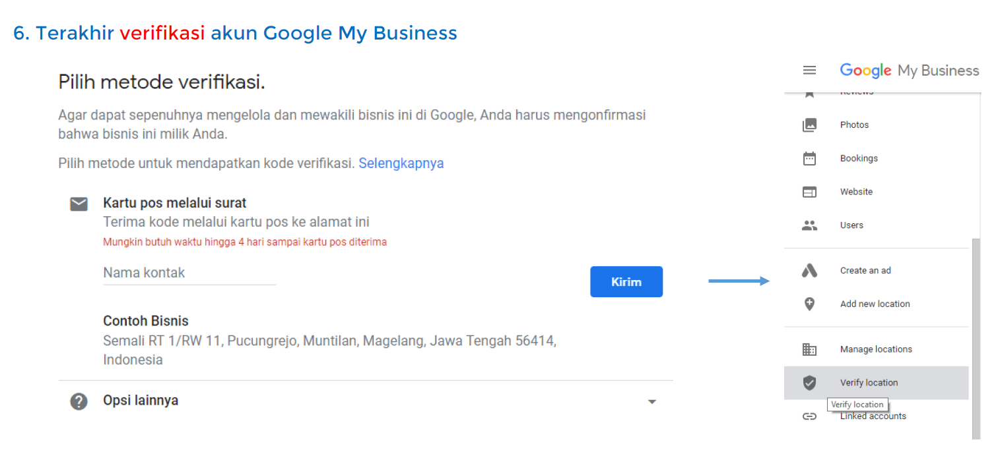 6. Terakhir verifikasi akun Google My Business
Pilih metode verifikasi.
Agar dapat sepenuhnya mengelola dan mewakili bisnis ini di Google, Anda harus mengonfirmasi
bahwa bisnis ini milik Anda.
Pilih metode untuk mendapatkan kode verifikasi. Selengkapnya
Kartu pos melalui surat
Terima kode melalui kartu pos ke alamat ini
Mungkin butuh waktu hingga 4 hari sampai kartu pos diterima
Nama kontak
Kirim
Contoh Bisnis
Semali RT 1/RW 11, Pucungrejo, Muntilan, Magelang, Jawa Tengah 56414,
Indonesia
Opsi lainnya
Google My Business
Reviews
Photos
Bookings
Website
Users
Create an ad
Add new location
Manage locations
Verify location
Verify location
Linked accounts